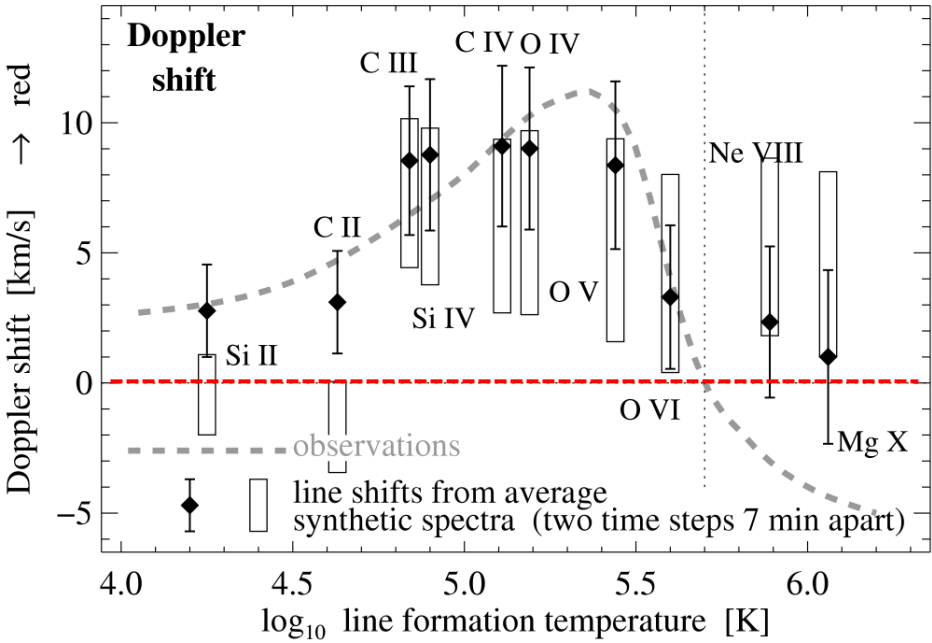 Doppler
shift
C III
C IV
O IV
Ne VIII
C II
Si IV
O V
Si II
O VI
Mg X
observations
line shifts from average
synthetic spectra (two time steps 7 min apart)
Doppler shift [km/s] → red
10
5
0
−5
4.0 4.5 5.0 5.5 6.0
log₁₀ line formation temperature [K]